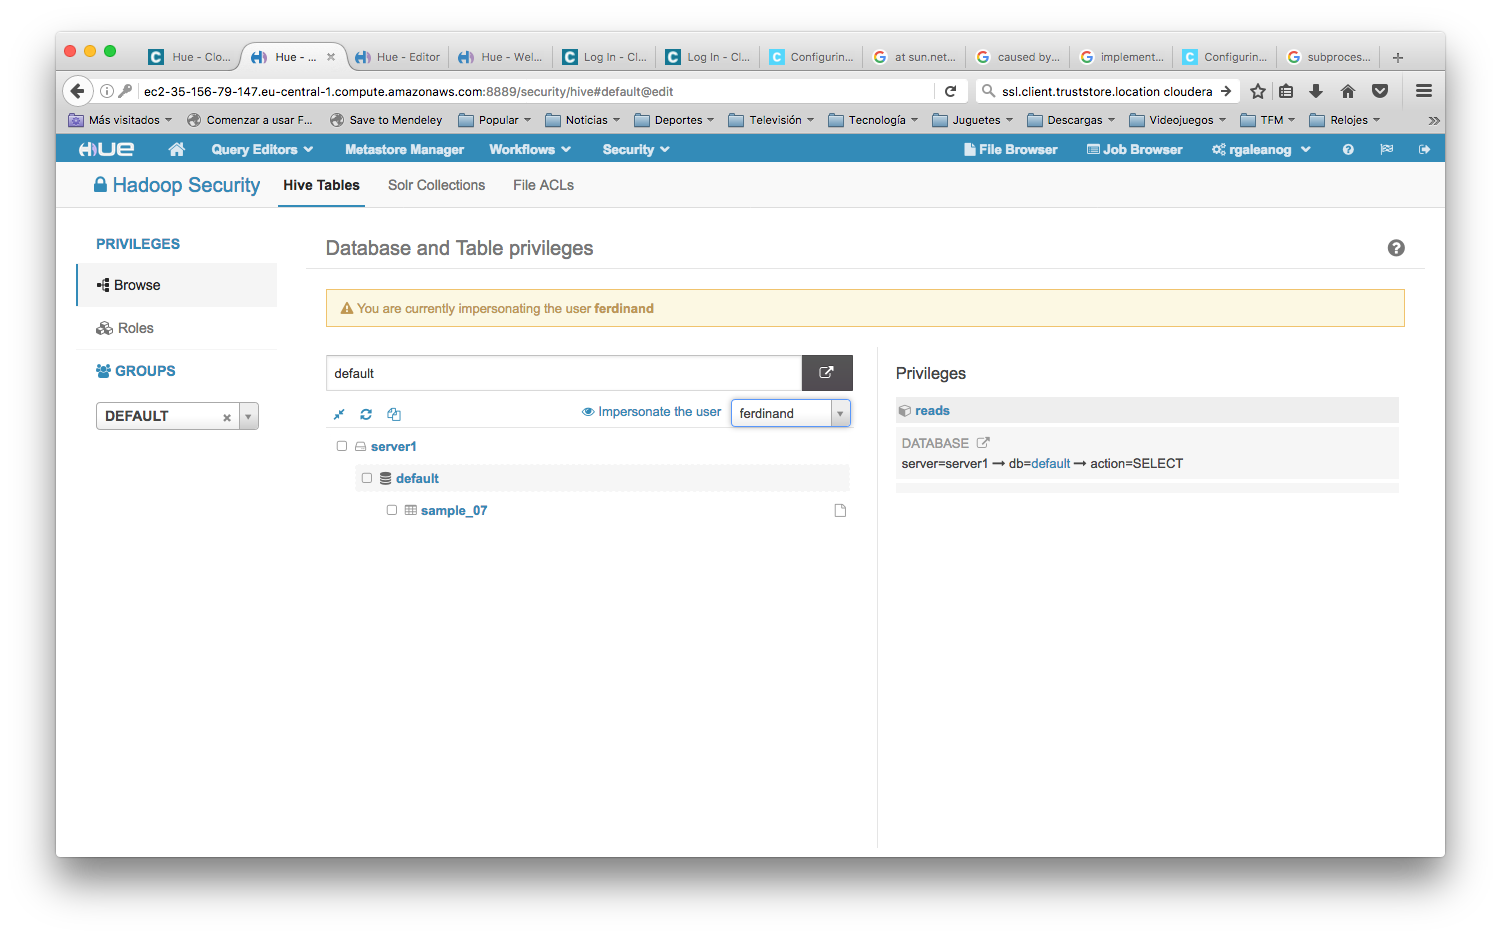 Hue - Clo...
Hue - ...
Hue - Editor
Hue - Wel...
Log In - Cl...
Log In - Cl...
Configurin...
at sun.net...
caused by...
implement...
Configurin...
subproces...
ec2-35-156-79-147.eu-central-1.compute.amazonaws.com:8889/security/hive#default@edit
ssl.client.truststore.location cloudera
Más visitados
Comenzar a usar F...
Save to Mendeley
Popular
Noticias
Deportes
Televisión
Tecnología
Juguetes
Descargas
Videojuegos
TFM
Relojes
HUE
Query Editors
Metastore Manager
Workflows
Security
File Browser
Job Browser
rgaleanog
Hadoop Security
Hive Tables
Solr Collections
File ACLs
PRIVILEGES
Browse
Roles
GROUPS
DEFAULT
Database and Table privileges
You are currently impersonating the user ferdinand
default
Impersonate the user
ferdinand
server1
default
sample_07
Privileges
reads
DATABASE
server=server1 → db=default → action=SELECT